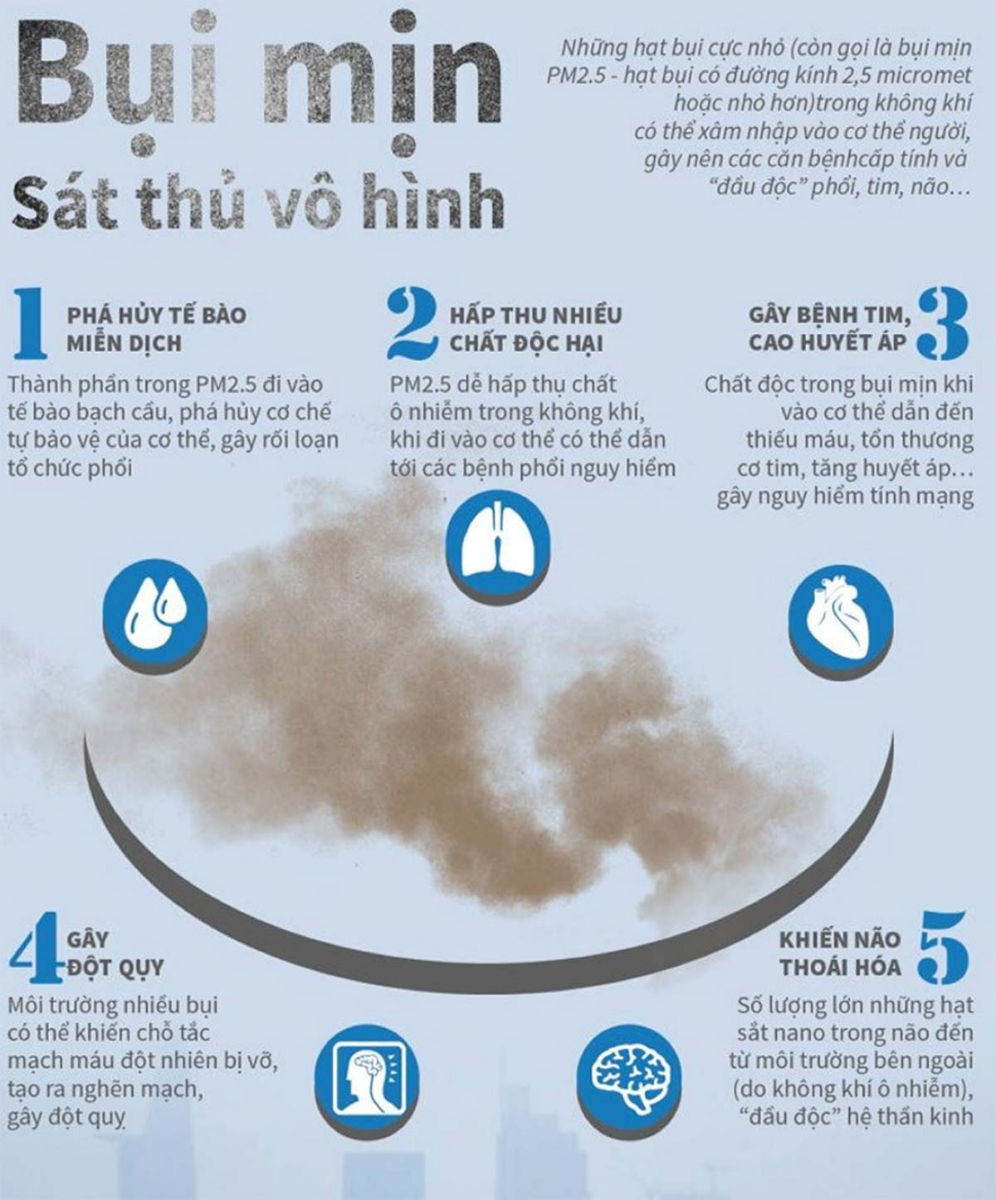 Bụi mịn
Sát thủ vô hình
Những hạt bụi cực nhỏ (còn gọi là bụi mịn
PM2.5 - hạt bụi có đường kính 2,5 micromet
hoặc nhỏ hơn)trong không khí
có thể xâm nhập vào cơ thể người,
gây nên các căn bệnhcấp tính và
“đầu độc” phổi, tim, não...
1
PHÁ HỦY TẾ BÀO
MIỄN DỊCH
Thành phần trong PM2.5 đi vào
tế bào bạch cầu, phá hủy cơ chế
tự bảo vệ của cơ thể, gây rối loạn
tổ chức phổi
2
HẤP THU NHIỀU
CHẤT ĐỘC HẠI
PM2.5 dễ hấp thụ chất
ô nhiễm trong không khí,
khi đi vào cơ thể có thể dẫn
tới các bệnh phổi nguy hiểm
3
GÂY BỆNH TIM,
CAO HUYẾT ÁP
Chất độc trong bụi mịn khi
vào cơ thể dẫn đến
thiếu máu, tổn thương
cơ tim, tăng huyết áp...
gây nguy hiểm tính mạng
4
GÂY
ĐỘT QUỴ
Môi trường nhiều bụi
có thể khiến chỗ tắc
mạch máu đột nhiên bị vỡ,
tạo ra nghẽn mạch,
gây đột quỵ
5
KHIẾN NÃO
THOÁI HÓA
Số lượng lớn những hạt
sắt nano trong não đến
từ môi trường bên ngoài
(do không khí ô nhiễm),
“đầu độc” hệ thần kinh